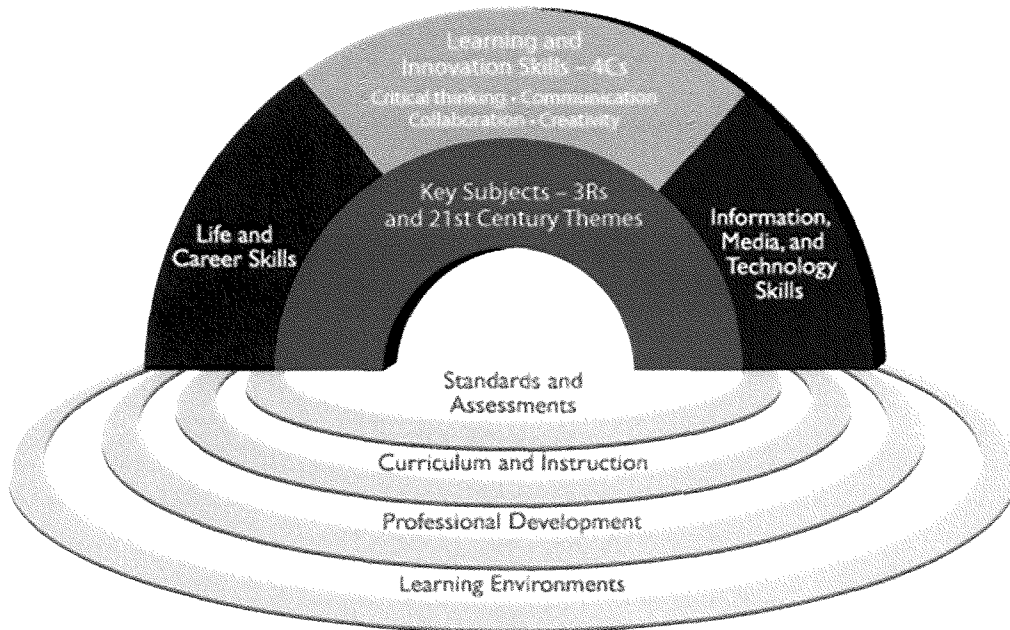 Learning and
Innovation Skills – 4Cs
Critical thinking • Communication
Collaboration • Creativity
Key Subjects – 3Rs
and 21st Century Themes
Life and
Career Skills
Information,
Media, and
Technology
Skills
Standards and
Assessments
Curriculum and Instruction
Professional Development
Learning Environments